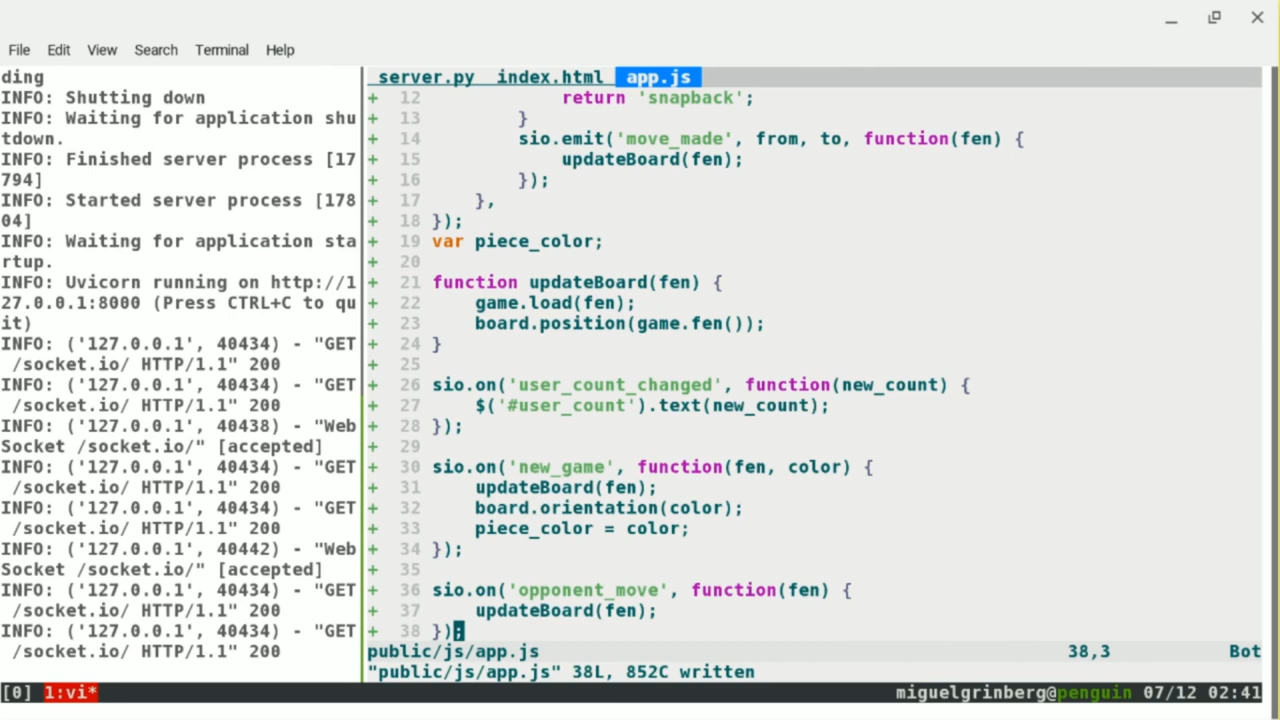 File Edit View Search Terminal Help
ding
INFO: Shutting down
INFO: Waiting for application shu
tdown.
INFO: Finished server process [17
794]
INFO: Started server process [178
04]
INFO: Waiting for application sta
rtup.
INFO: Uvicorn running on http://1
27.0.0.1:8000 (Press CTRL+C to qu
it)
INFO: ('127.0.0.1', 40434) - "GET
/socket.io/ HTTP/1.1" 200
INFO: ('127.0.0.1', 40434) - "GET
/socket.io/ HTTP/1.1" 200
INFO: ('127.0.0.1', 40438) - "Web
Socket /socket.io/" [accepted]
INFO: ('127.0.0.1', 40434) - "GET
/socket.io/ HTTP/1.1" 200
INFO: ('127.0.0.1', 40434) - "GET
/socket.io/ HTTP/1.1" 200
INFO: ('127.0.0.1', 40442) - "Web
Socket /socket.io/" [accepted]
INFO: ('127.0.0.1', 40434) - "GET
/socket.io/ HTTP/1.1" 200
INFO: ('127.0.0.1', 40434) - "GET
/socket.io/ HTTP/1.1" 200
server.py index.html app.js
+ 12             return 'snapback';
+ 13         }
+ 14         sio.emit('move_made', from, to, function(fen) {
+ 15             updateBoard(fen);
+ 16         });
+ 17     },
+ 18 });
+ 19 var piece_color;
+ 20
+ 21 function updateBoard(fen) {
+ 22     game.load(fen);
+ 23     board.position(game.fen());
+ 24 }
+ 25
+ 26 sio.on('user_count_changed', function(new_count) {
+ 27     $('#user_count').text(new_count);
+ 28 });
+ 29
+ 30 sio.on('new_game', function(fen, color) {
+ 31     updateBoard(fen);
+ 32     board.orientation(color);
+ 33     piece_color = color;
+ 34 });
+ 35
+ 36 sio.on('opponent_move', function(fen) {
+ 37     updateBoard(fen);
+ 38 });
public/js/app.js 38,3 Bot
"public/js/app.js" 38L, 852C written
[0] 1:vi* miguelgrinberg@penguin 07/12 02:41